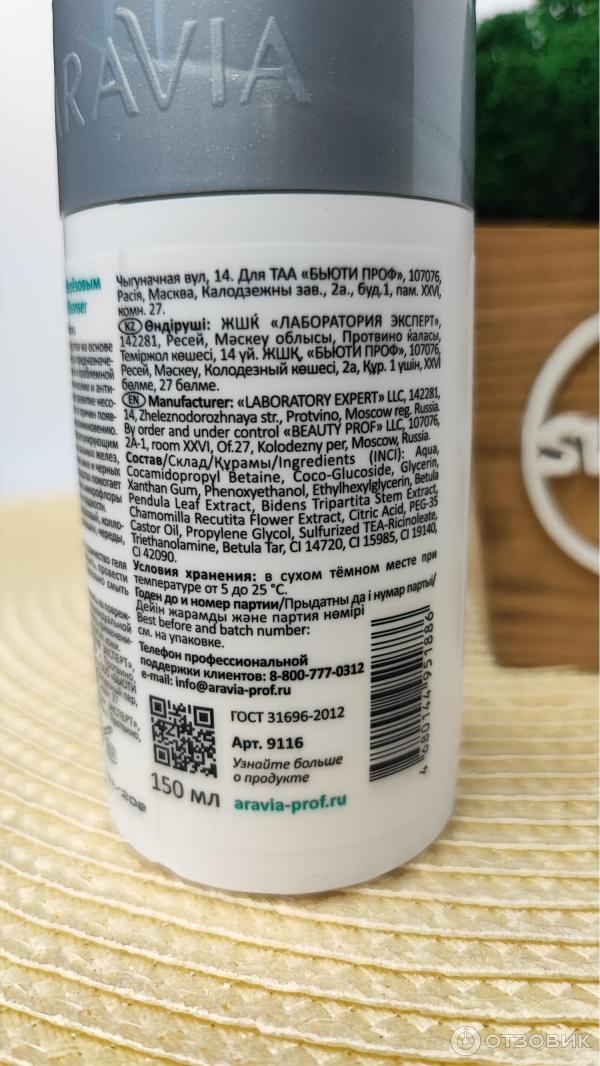 ARAVIA
Чыгуначная вул, 14. Для ТАА «БЬЮТИ ПРОФ», 107076,
Расія, Масква, Калодзежны зав., 2а., буд.1, пам. XXVI,
комн. 27.
KZ Өндіруші: ЖШК «ЛАБОРАТОРИЯ ЭКСПЕРТ»,
142281, Ресей, Мәскеу облысы, Протвино қаласы,
Теміржол көшесі, 14 үй. ЖШҚ, «БЬЮТИ ПРОФ», 107076,
Ресей, Мәскеу, Колодезный көшесі, 2а, Құр. 1 үшін, XXVI
бөлме, 27 бөлме.
EN Manufacturer: «LABORATORY EXPERT» LLC, 142281,
14, Zheleznodorozhnaya str., Protvino, Moscow reg. Russia.
By order and under control «BEAUTY PROF» LLC, 107076,
2A-1, room XXVI, Of.27, Kolodezny per, Moscow, Russia.
Состав/Склад/Құрамы/Ingredients (INCI): Aqua,
Cocamidopropyl Betaine, Coco-Glucoside, Glycerin,
Xanthan Gum, Phenoxyethanol, Ethylhexylglycerin, Betula
Pendula Leaf Extract, Bidens Tripartita Stem Extract,
Chamomilla Recutita Flower Extract, Citric Acid, PEG-35
Castor Oil, Propylene Glycol, Sulfurized TEA-Ricinoleate,
Triethanolamine, Betula Tar, CI 14720, CI 15985, CI 19140,
CI 42090.
Условия хранения: в сухом тёмном месте при
температуре от 5 до 25 °C.
Годен до и номер партии/Прыдатны да і нумар партыі/
Дейін жарамды және партия нөмірі
Best before and batch number:
см. на упаковке.
Телефон профессиональной
поддержки клиентов: 8-800-777-0312
e-mail: info@aravia-prof.ru
ГОСТ 31696-2012
Арт. 9116
Узнайте больше
о продукте
150 мл
aravia-prof.ru
4 680144 951886
ОТЗОВИК